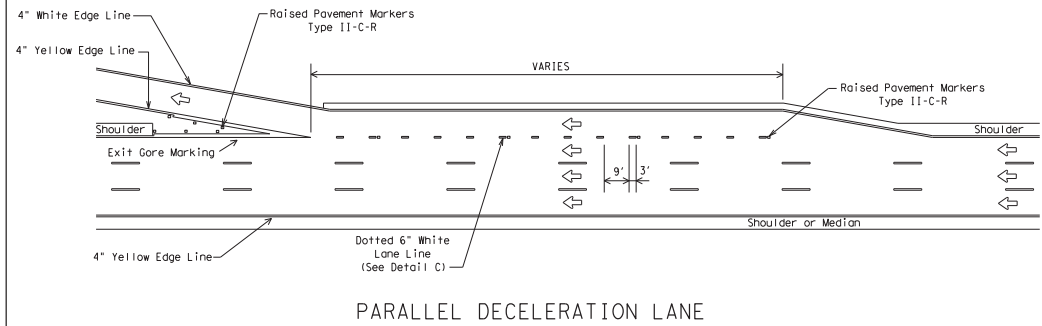 4" White Edge Line
Raised Pavement Markers
Type II-C-R
4" Yellow Edge Line
VARIES
Raised Pavement Markers
Type II-C-R
Shoulder
Shoulder
Exit Gore Marking
9'
3'
Shoulder or Median
Dotted 6" White
Lane Line
(See Detail C)
4" Yellow Edge Line
PARALLEL DECELERATION LANE